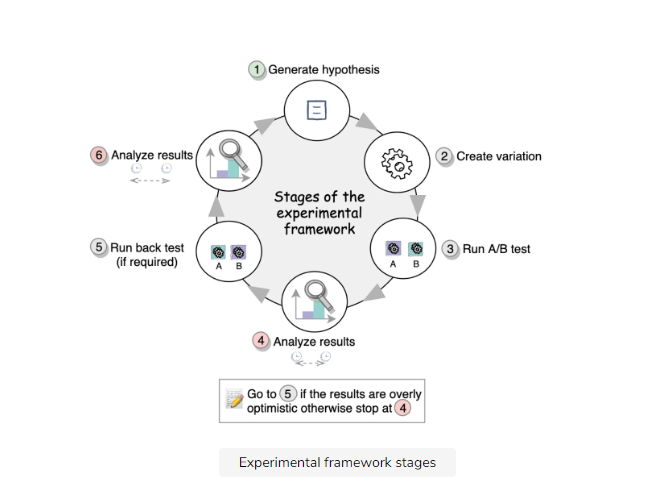 1 Generate hypothesis
2 Create variation
3 Run A/B test
4 Analyze results
5 Run back test
(if required)
6 Analyze results
Stages of the
experimental
framework
A B
A B
Go to 5 if the results are overly
optimistic otherwise stop at 4
Experimental framework stages